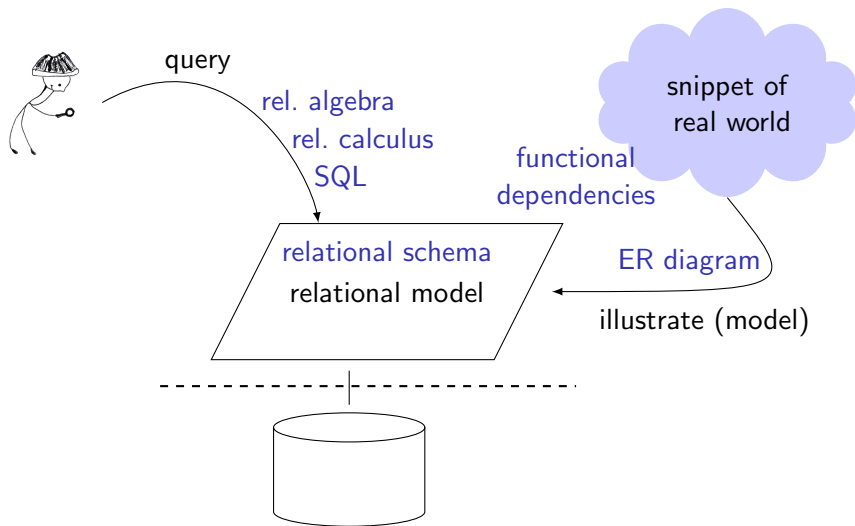 query
rel. algebra
rel. calculus
SQL
snippet of
real world
functional
dependencies
relational schema
relational model
ER diagram
illustrate (model)